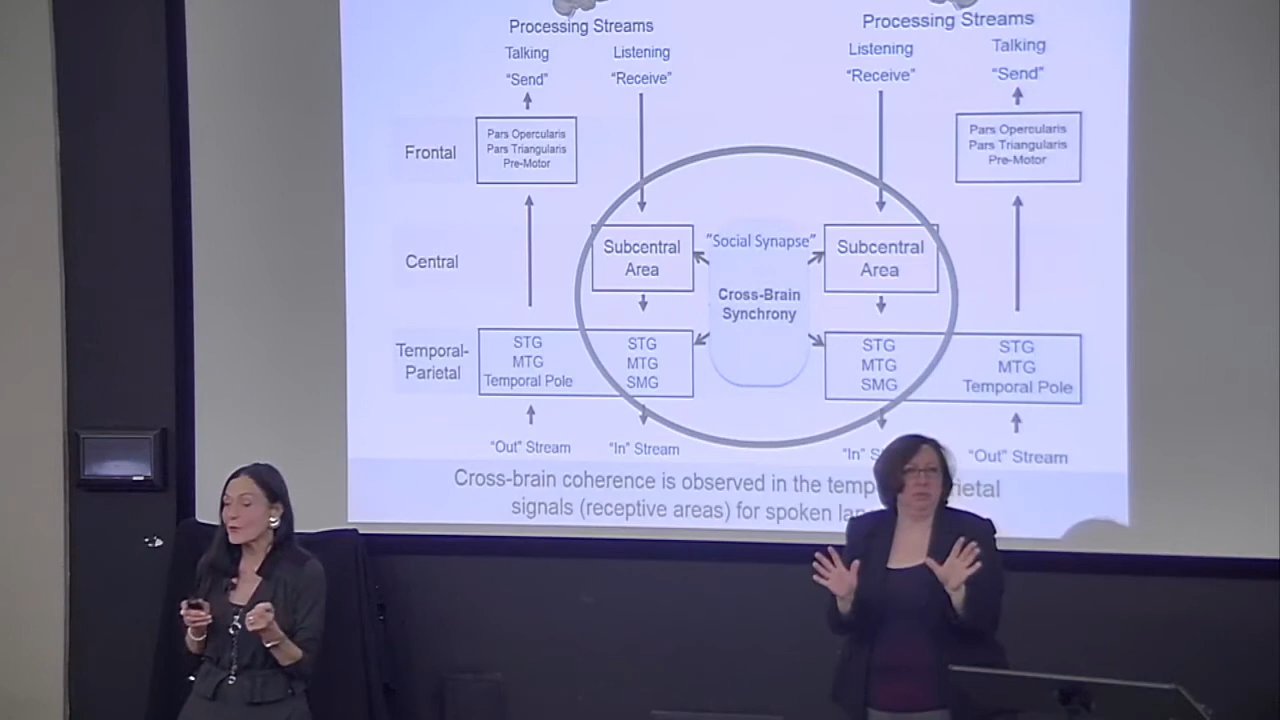 Processing Streams
Talking
Listening
"Send"
"Receive"
Processing Streams
Listening
Talking
"Receive"
"Send"
Frontal
Pars Opercularis
Pars Triangularis
Pre-Motor
Pars Opercularis
Pars Triangularis
Pre-Motor
Central
Subcentral
Area
"Social Synapse"
Cross-Brain
Synchrony
Subcentral
Area
Temporal-
Parietal
STG
MTG
Temporal Pole
STG
MTG
SMG
STG
MTG
SMG
STG
MTG
Temporal Pole
"Out" Stream
"In" Stream
"In" S
"Out" Stream
Cross-brain coherence is observed in the temp rietal
signals (receptive areas) for spoken lan